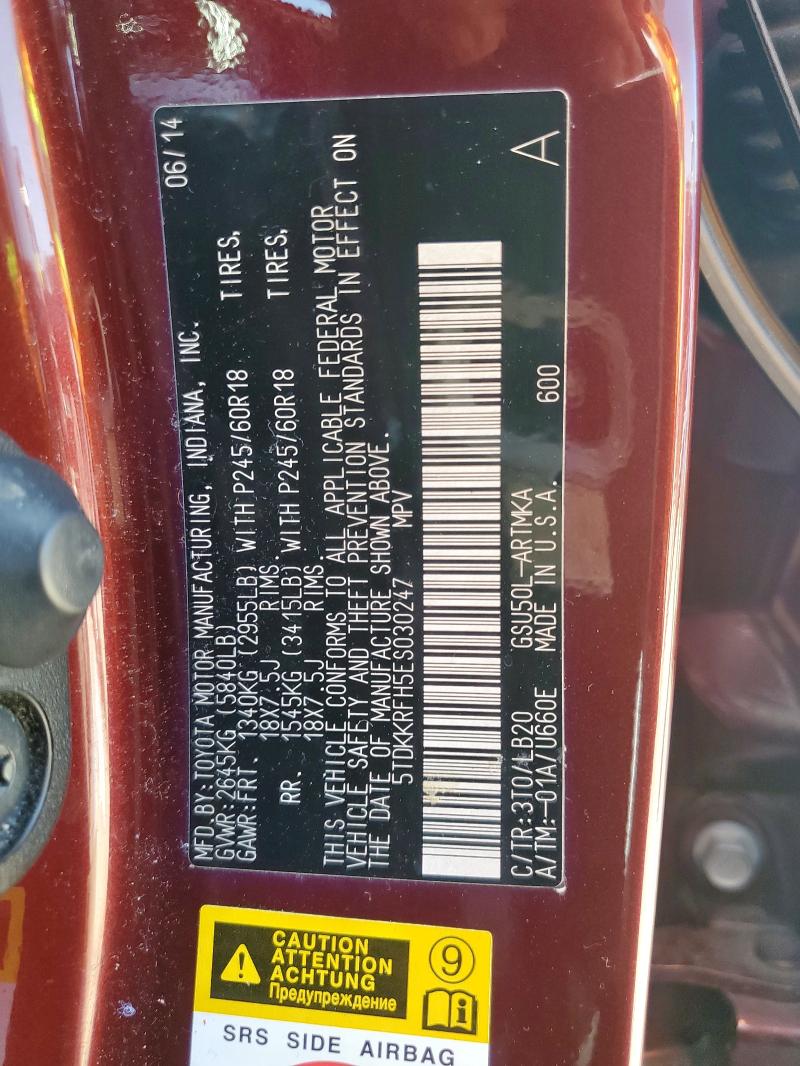 MFD.BY:TOYOTA MOTOR MANUFACTURING, INDIANA, INC. 06/14
GVWR:2645KG (5840LB)
GAWR:FRT. 1340KG (2955LB) WITH P245/60R18 TIRES,
18X7.5J RIMS.
RR. 1545KG (3415LB) WITH P245/60R18 TIRES,
18X7.5J RIMS.
THIS VEHICLE CONFORMS TO ALL APPLICABLE FEDERAL MOTOR
VEHICLE SAFETY AND THEFT PREVENTION STANDARDS IN EFFECT ON
THE DATE OF MANUFACTURE SHOWN ABOVE.
5TDKKRFH5ES030247 MPV
C/TR:3T0/LB20 GSU50L-ARTMKA 600 A
A/TM:-01A/U660E MADE IN U.S.A.
CAUTION
ATTENTION
ACHTUNG
Предупреждение
9
i
SRS SIDE AIRBAG